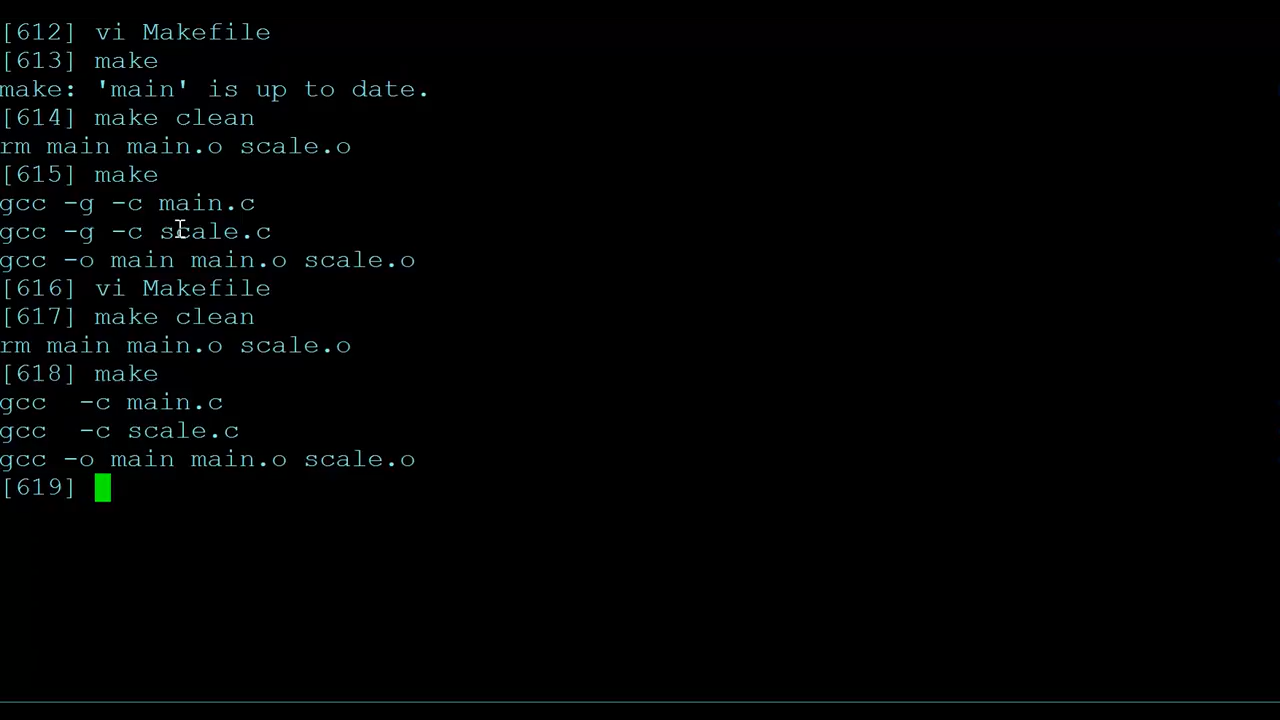 [612] vi Makefile
[613] make
make: 'main' is up to date.
[614] make clean
rm main main.o scale.o
[615] make
gcc -g -c main.c
gcc -g -c scale.c
gcc -o main main.o scale.o
[616] vi Makefile
[617] make clean
rm main main.o scale.o
[618] make
gcc  -c main.c
gcc  -c scale.c
gcc -o main main.o scale.o
[619]